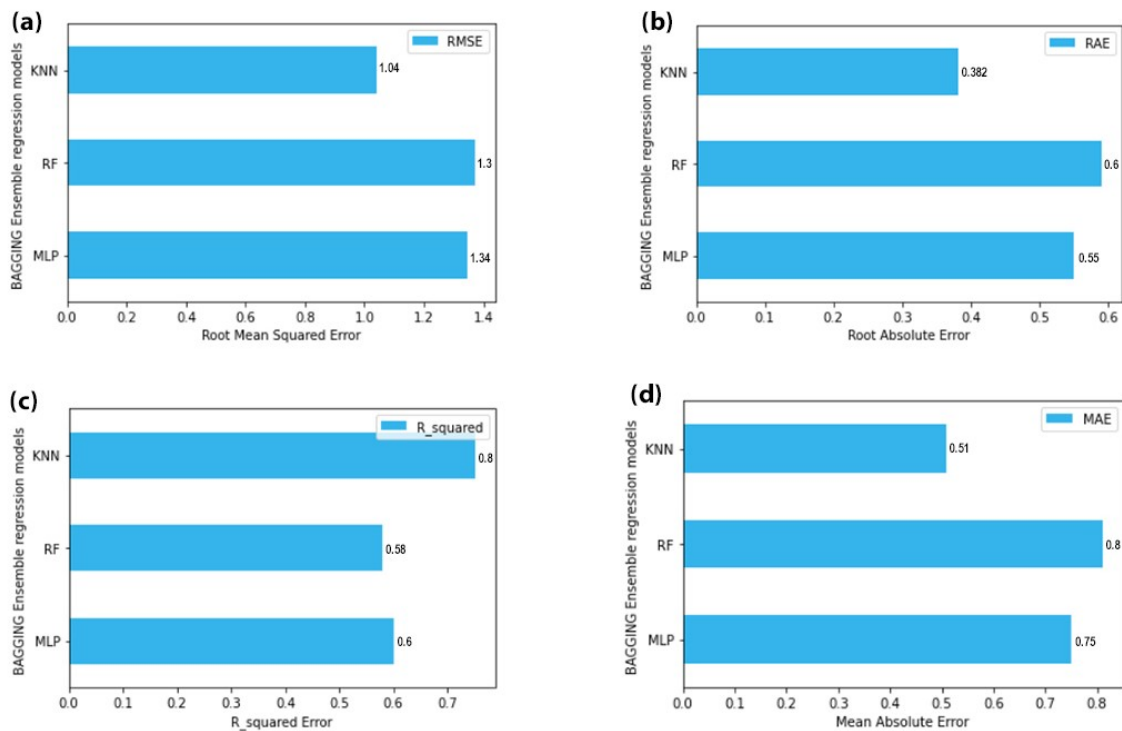 (a)
BAGGING Ensemble regression models
RMSE
KNN
1.04
RF
1.3
MLP
1.34
0.0 0.2 0.4 0.6 0.8 1.0 1.2 1.4
Root Mean Squared Error
(b)
BAGGING Ensemble regression models
RAE
KNN
0.382
RF
0.6
MLP
0.55
0.0 0.1 0.2 0.3 0.4 0.5 0.6
Root Absolute Error
(c)
BAGGING Ensemble regression models
R_squared
KNN
0.8
RF
0.58
MLP
0.6
0.0 0.1 0.2 0.3 0.4 0.5 0.6 0.7
R_squared Error
(d)
BAGGING Ensemble regression models
MAE
KNN
0.51
RF
0.8
MLP
0.75
0.0 0.1 0.2 0.3 0.4 0.5 0.6 0.7 0.8
Mean Absolute Error